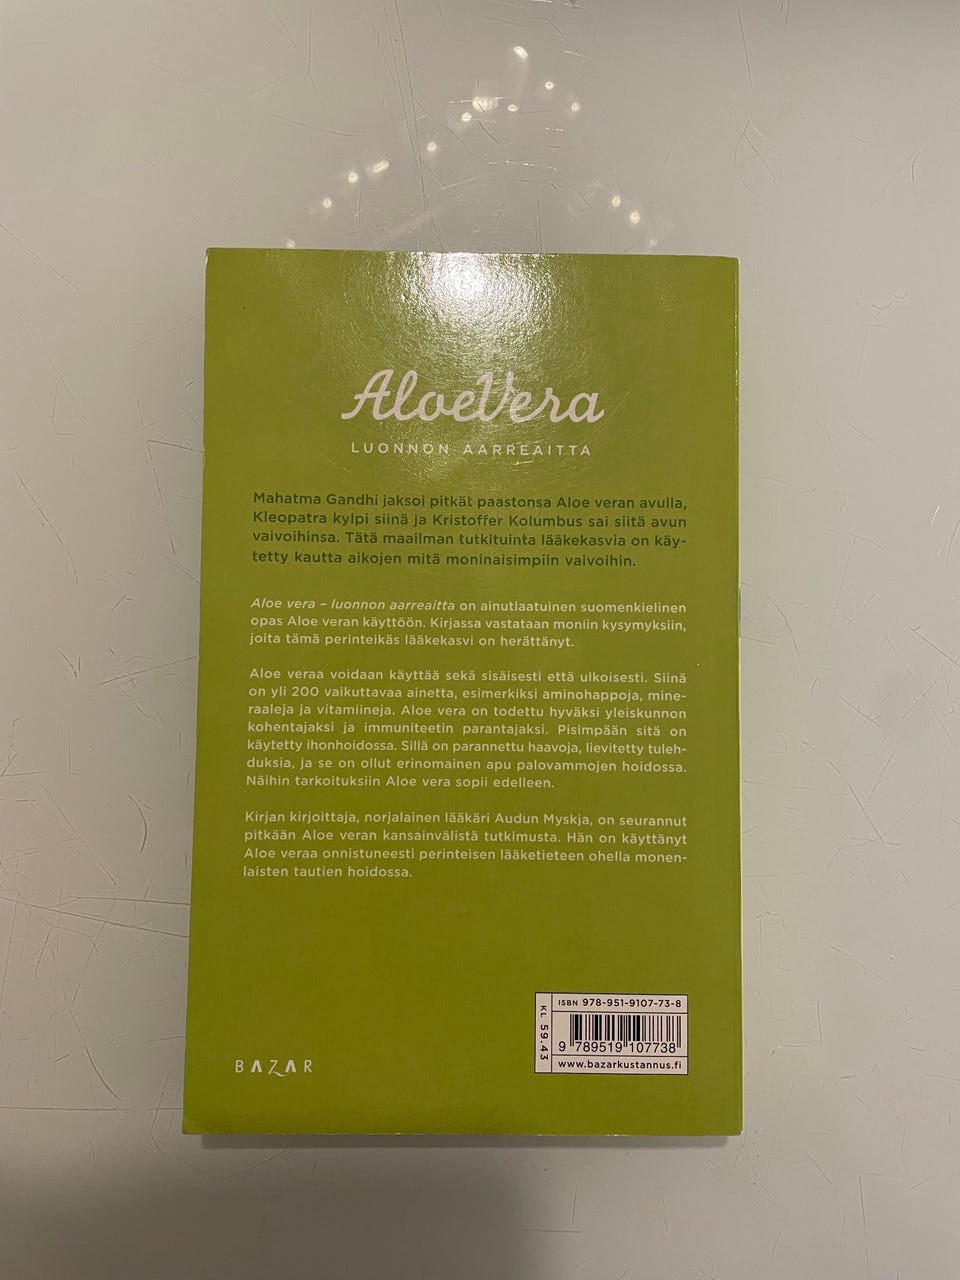 AloeVera
LUONNON AARREAITTA
Mahatma Gandhi jaksoi pitkät paastonsa Aloe veran avulla,
Kleopatra kylpi siinä ja Kristoffer Kolumbus sai siitä avun
vaivoihinsa. Tätä maailman tutkituinta lääkekasvia on käy-
tetty kautta aikojen mitä moninaisimpiin vaivoihin.
Aloe vera – luonnon aarreaitta on ainutlaatuinen suomenkielinen
opas Aloe veran käyttöön. Kirjassa vastataan moniin kysymyksiin,
joita tämä perinteikäs lääkekasvi on herättänyt.
Aloe veraa voidaan käyttää sekä sisäisesti että ulkoisesti. Siinä
on yli 200 vaikuttavaa ainetta, esimerkiksi aminohappoja, mine-
raaleja ja vitamiineja. Aloe vera on todettu hyväksi yleiskunnon
kohentajaksi ja immuniteetin parantajaksi. Pisimpään sitä on
käytetty ihonhoidossa. Sillä on parannettu haavoja, lievitetty tuleh-
duksia, ja se on ollut erinomainen apu palovammojen hoidossa.
Näihin tarkoituksiin Aloe vera sopii edelleen.
Kirjan kirjoittaja, norjalainen lääkäri Audun Myskja, on seurannut
pitkään Aloe veran kansainvälistä tutkimusta. Hän on käyttänyt
Aloe veraa onnistuneesti perinteisen lääketieteen ohella monen-
laisten tautien hoidossa.
BAZAR
KL 59.43
ISBN 978-951-9107-73-8
9 789519 107738
www.bazarkustannus.fi